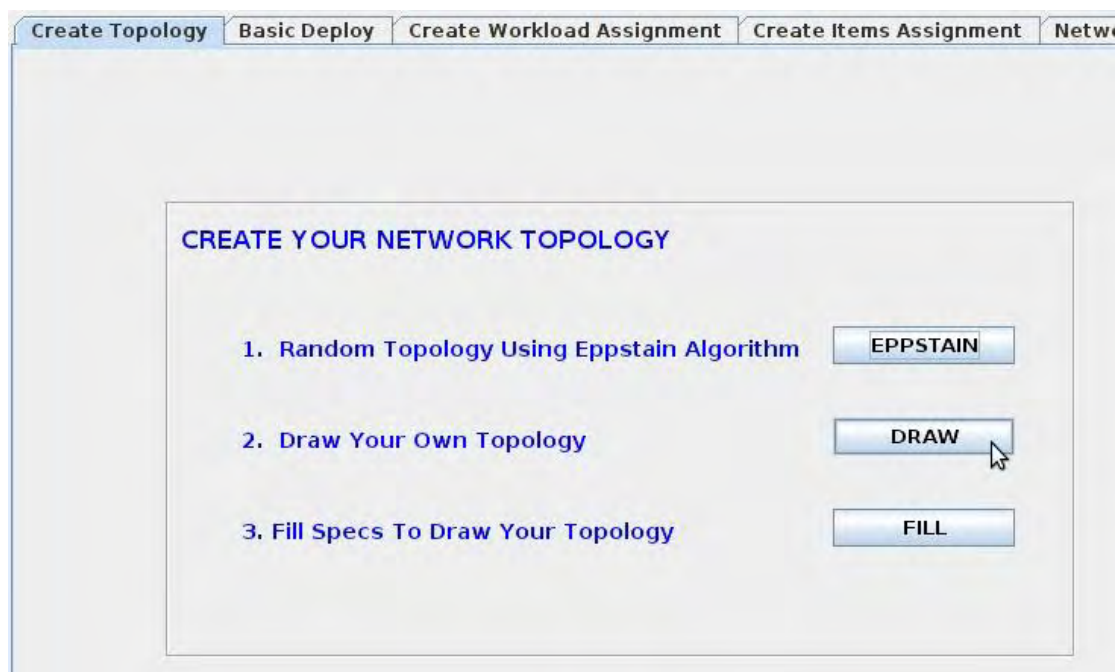 Create Topology Basic Deploy Create Workload Assignment Create Items Assignment
CREATE YOUR NETWORK TOPOLOGY
1. Random Topology Using Eppstain Algorithm EPPSTAIN
2. Draw Your Own Topology DRAW
3. Fill Specs To Draw Your Topology FILL